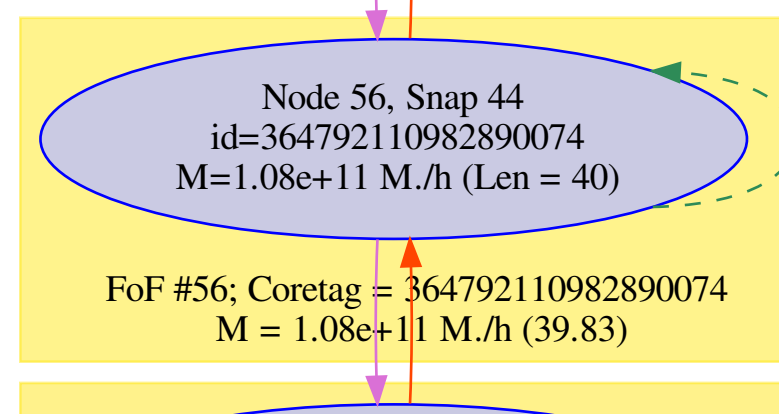 Node 56, Snap 44
id=364792110982890074
M=1.08e+11 M./h (Len = 40)
FoF #56; Coretag = 364792110982890074
M = 1.08e+11 M./h (39.83)